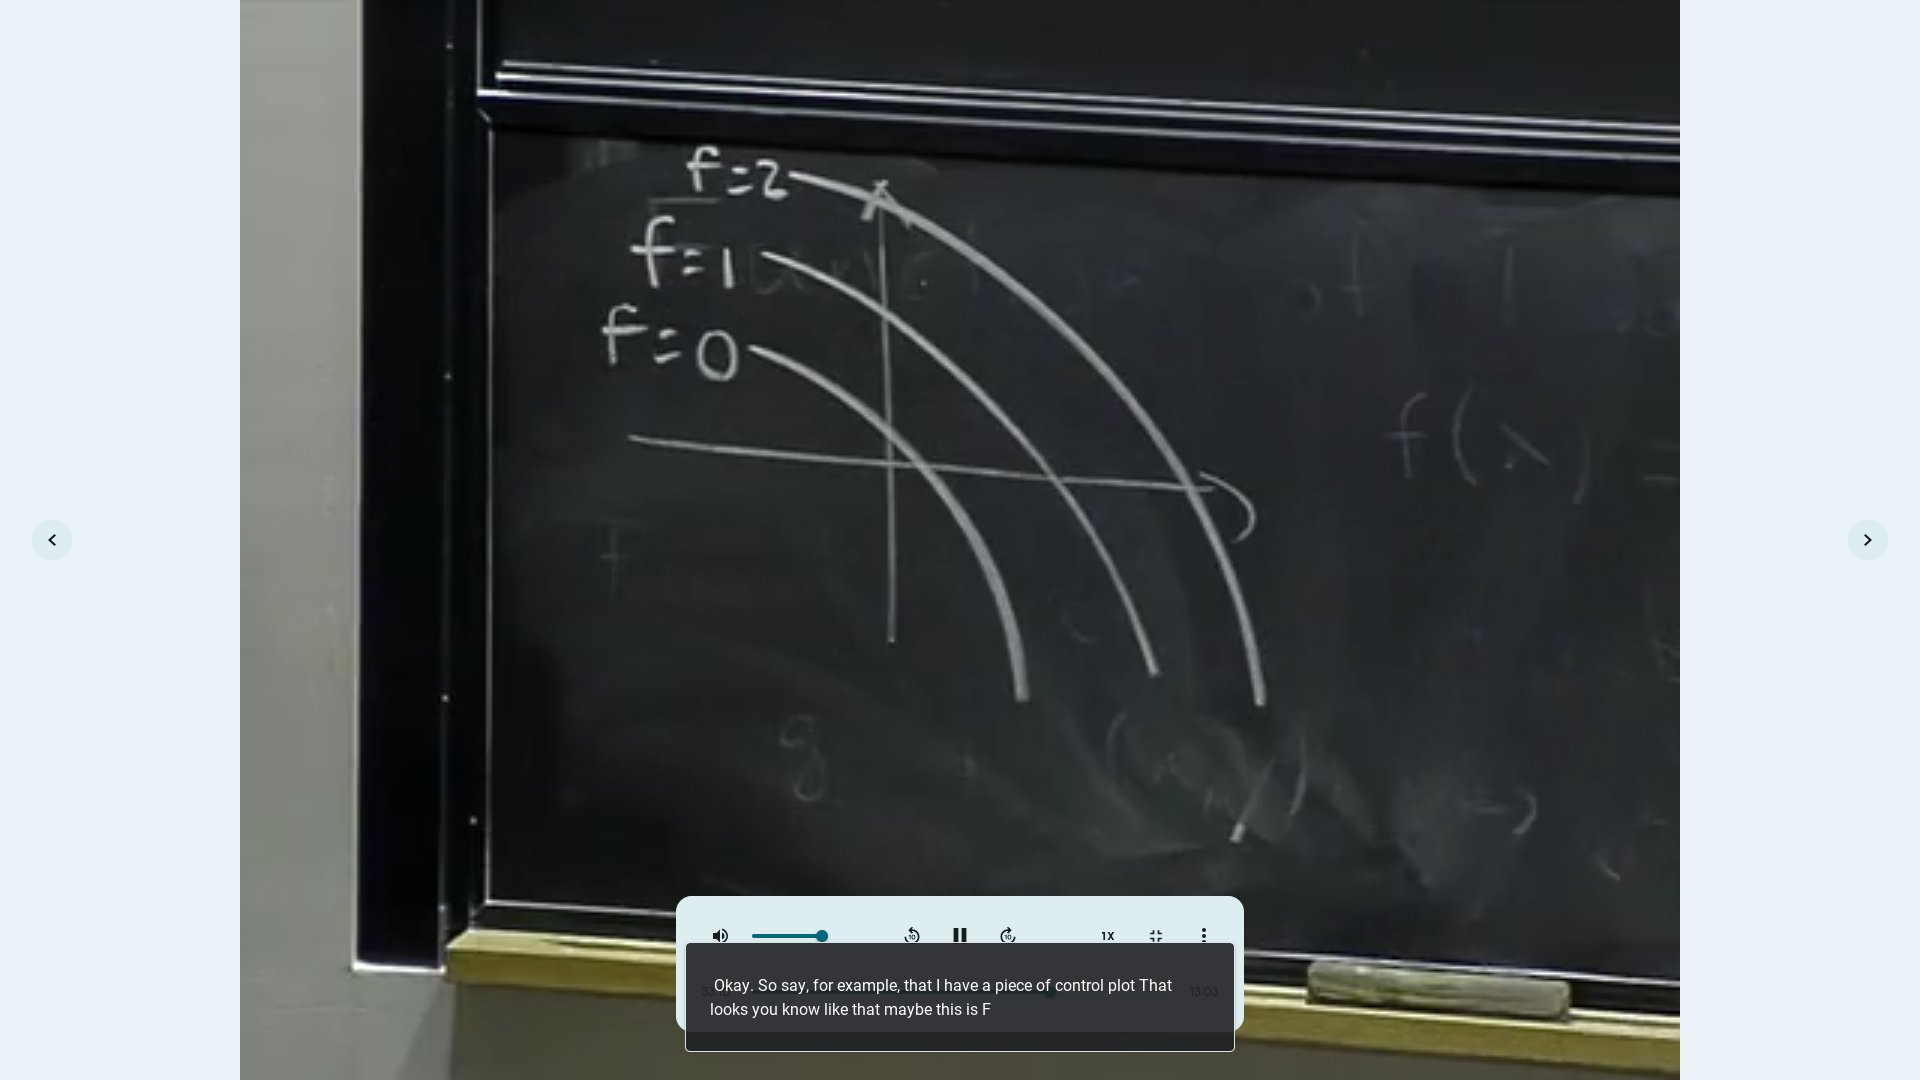 f=2
f=1
f=0
f(x) =
g
1X
13:03
Okay. So say, for example, that I have a piece of control plot That
looks you know like that maybe this is F